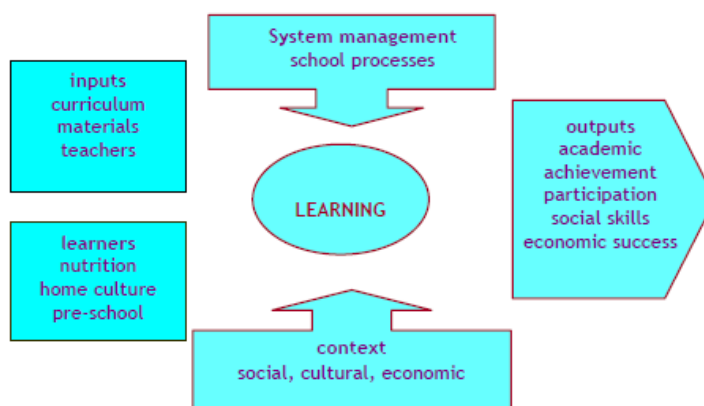 System management
school processes
inputs
curriculum
materials
teachers
outputs
academic
achievement
participation
social skills
economic success
LEARNING
learners
nutrition
home culture
pre-school
context
social, cultural, economic